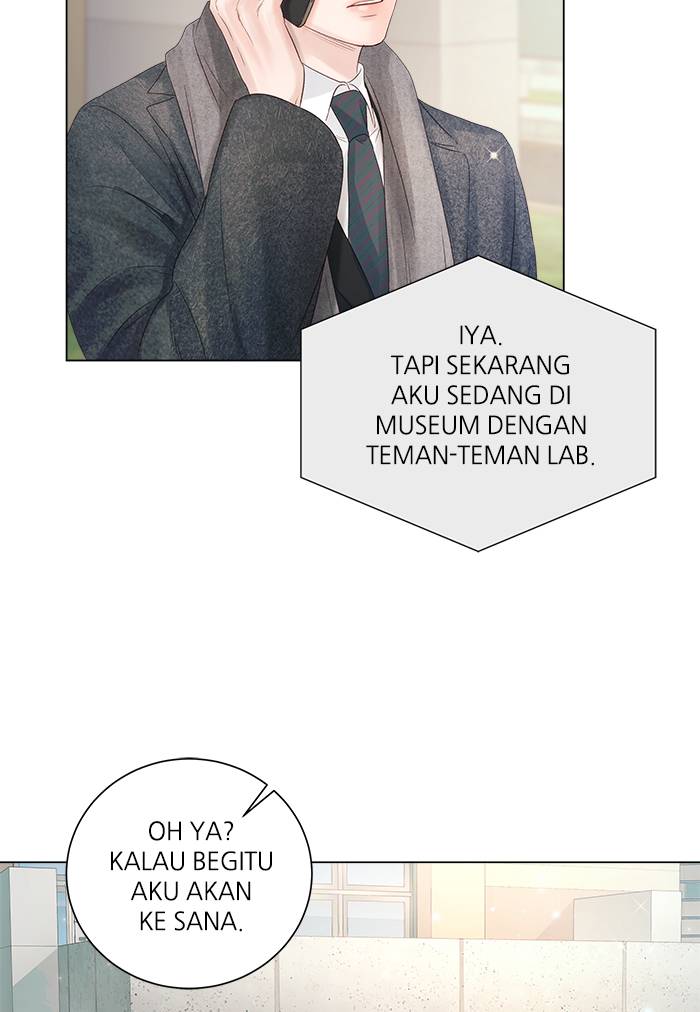 IYA.
TAPI SEKARANG
AKU SEDANG DI
MUSEUM DENGAN
TEMAN-TEMAN LAB.
OH YA?
KALAU BEGITU
AKU AKAN
KE SANA.